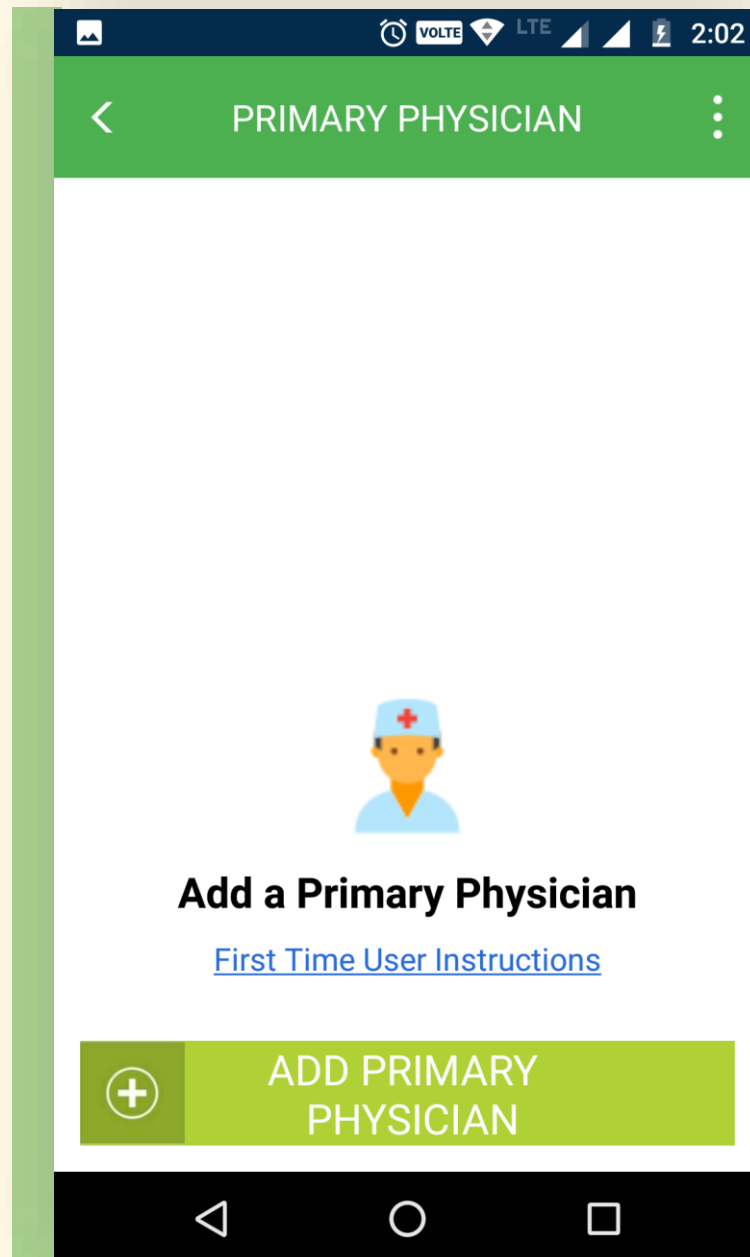 VOLTE LTE 2:02
PRIMARY PHYSICIAN
Add a Primary Physician
First Time User Instructions
ADD PRIMARY
PHYSICIAN